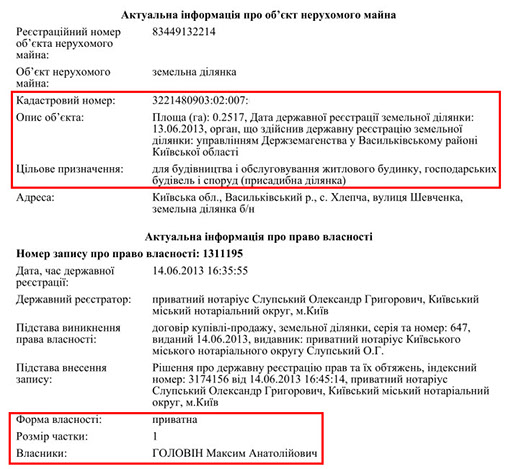 Актуальна інформація про об’єкт нерухомого майна
Реєстраційний номер об’єкта нерухомого майна: 83449132214
Об’єкт нерухомого майна: земельна ділянка
Кадастровий номер: 3221480903:02:007:
Опис об’єкта: Площа (га): 0.2517, Дата державної реєстрації земельної ділянки:
13.06.2013, орган, що здійснив державну реєстрацію земельної
ділянки: управлінням Держземагенства у Васильківському районі
Київської області
Цільове призначення: для будівництва і обслуговування житлового будинку, господарських
будівель і споруд (присадибна ділянка)
Адреса: Київська обл., Васильківський р., с. Хлепча, вулиця Шевченка,
земельна ділянка б/н
Актуальна інформація про право власності
Номер запису про право власності: 1311195
Дата, час державної реєстрації: 14.06.2013 16:35:55
Державний реєстратор: приватний нотаріус Слупський Олександр Григорович, Київський
міський нотаріальний округ, м.Київ
Підстава виникнення права власності: договір купівлі-продажу, земельної ділянки, серія та номер: 647,
виданий 14.06.2013, видавник: приватний нотаріус Київського
міського нотаріального округу Слупський О.Г.
Підстава внесення запису: Рішення про державну реєстрацію прав та їх обтяжень, індексний
номер: 3174156 від 14.06.2013 16:45:14, приватний нотаріус
Слупський Олександр Григорович, Київський міський нотаріальний
округ, м.Київ
Форма власності: приватна
Розмір частки: 1
Власники: ГОЛОВІН Максим Анатолійович